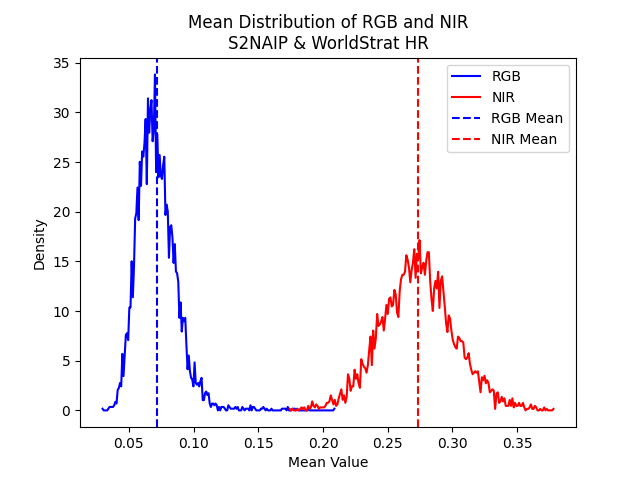 Mean Distribution of RGB and NIR
S2NAIP & WorldStrat HR
RGB
NIR
RGB Mean
NIR Mean
Density
35
30
25
20
15
10
5
0
0.05 0.10 0.15 0.20 0.25 0.30 0.35
Mean Value